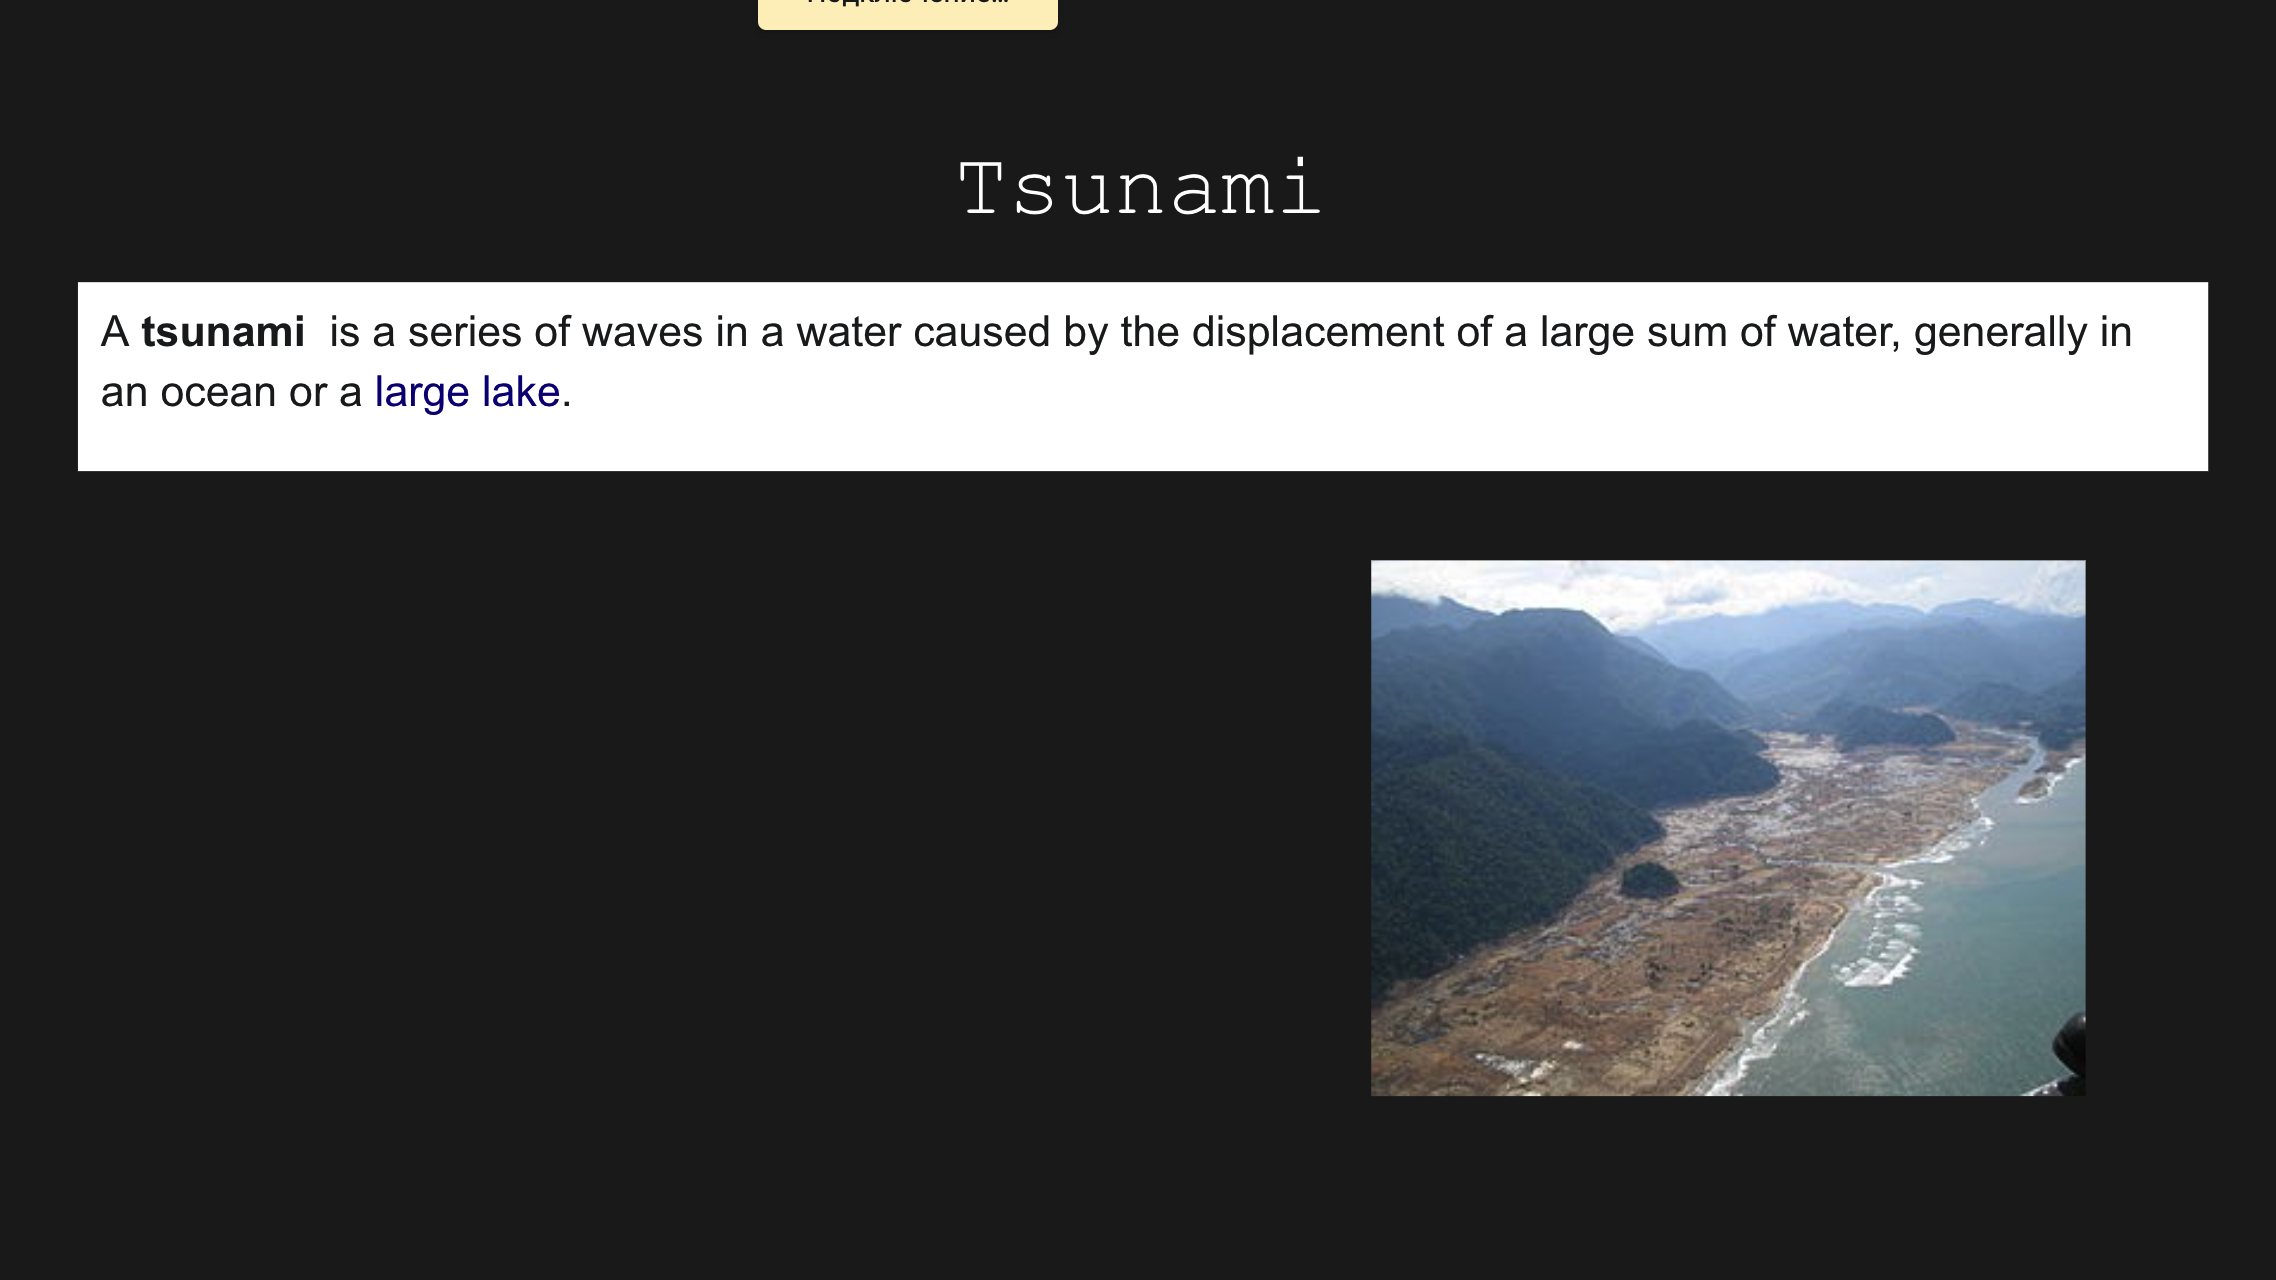 Подключение...
Tsunami
A tsunami is a series of waves in a water caused by the displacement of a large sum of water, generally in
an ocean or a large lake.